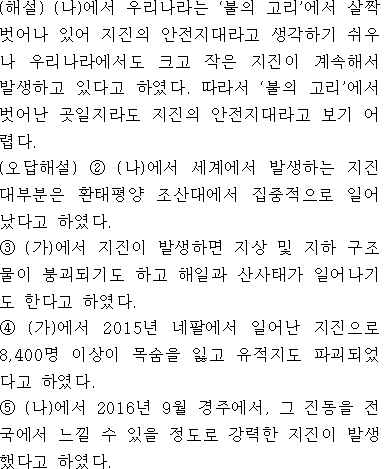 (해설) (나)에서 우리나라는 ‘불의 고리’에서 살짝
벗어나 있어 지진의 안전지대라고 생각하기 쉬우
나 우리나라에서도 크고 작은 지진이 계속해서
발생하고 있다고 하였다. 따라서 ‘불의 고리’에서
벗어난 곳일지라도 지진의 안전지대라고 보기 어
렵다.
(오답해설) ② (나)에서 세계에서 발생하는 지진
대부분은 환태평양 조산대에서 집중적으로 일어
났다고 하였다.
③ (가)에서 지진이 발생하면 지상 및 지하 구조
물이 붕괴되기도 하고 해일과 산사태가 일어나기
도 한다고 하였다.
④ (가)에서 2015년 네팔에서 일어난 지진으로
8,400명 이상이 목숨을 잃고 유적지도 파괴되었
다고 하였다.
⑤ (나)에서 2016년 9월 경주에서, 그 진동을 전
국에서 느낄 수 있을 정도로 강력한 지진이 발생
했다고 하였다.